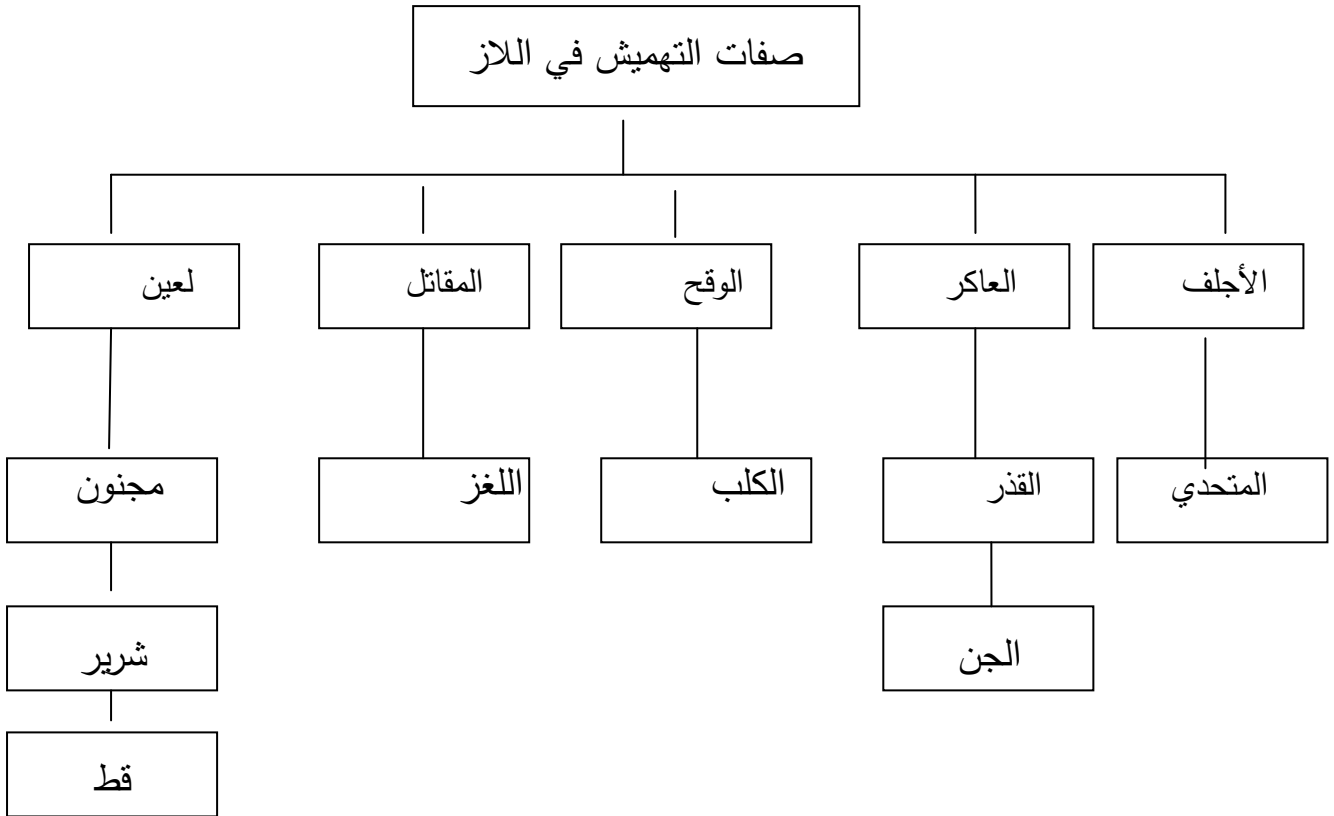 صفات التهميش في اللاز
الأجلف
العاكر
الوقح
المقاتل
لعين
المتحدي
القذر
الكلب
اللغز
مجنون
الجن
شرير
قط